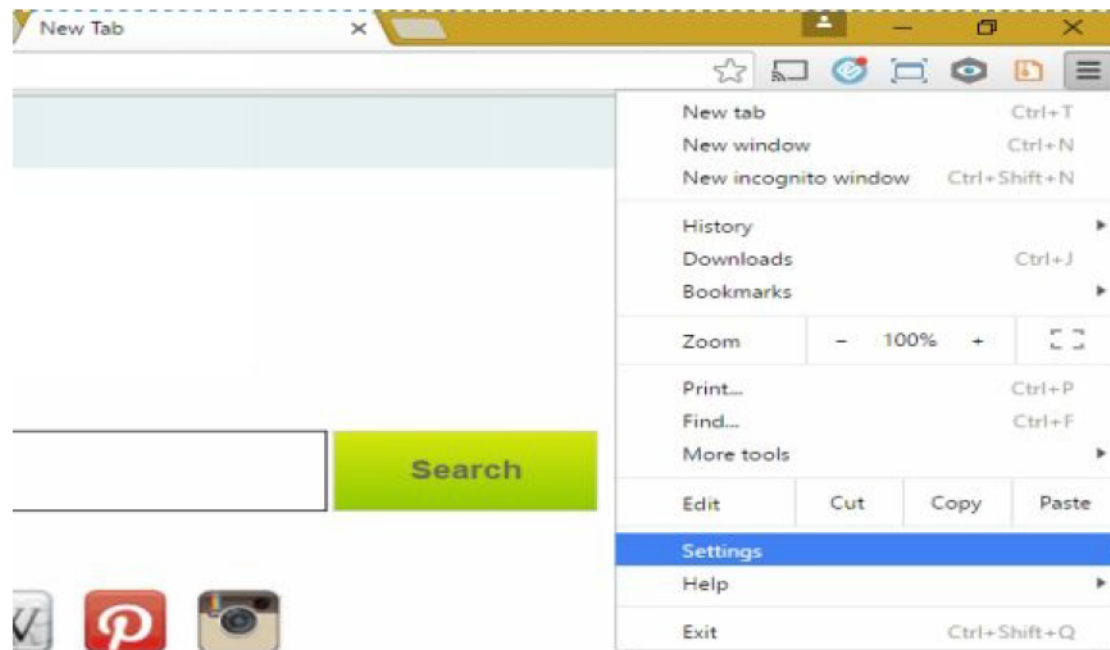 New Tab
New tab Ctrl+T
New window Ctrl+N
New incognito window Ctrl+Shift+N
History
Downloads Ctrl+J
Bookmarks
Zoom - 100% +
Print... Ctrl+P
Find... Ctrl+F
More tools
Search
Edit Cut Copy Paste
Settings
Help
Exit Ctrl+Shift+Q